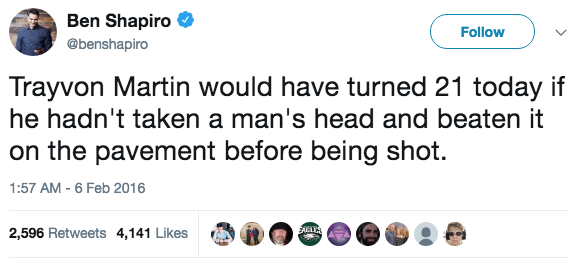 Ben Shapiro
@benshapiro
Follow
Trayvon Martin would have turned 21 today if
he hadn't taken a man's head and beaten it
on the pavement before being shot.
1:57 AM - 6 Feb 2016
2,596 Retweets 4,141 Likes
EAGLES